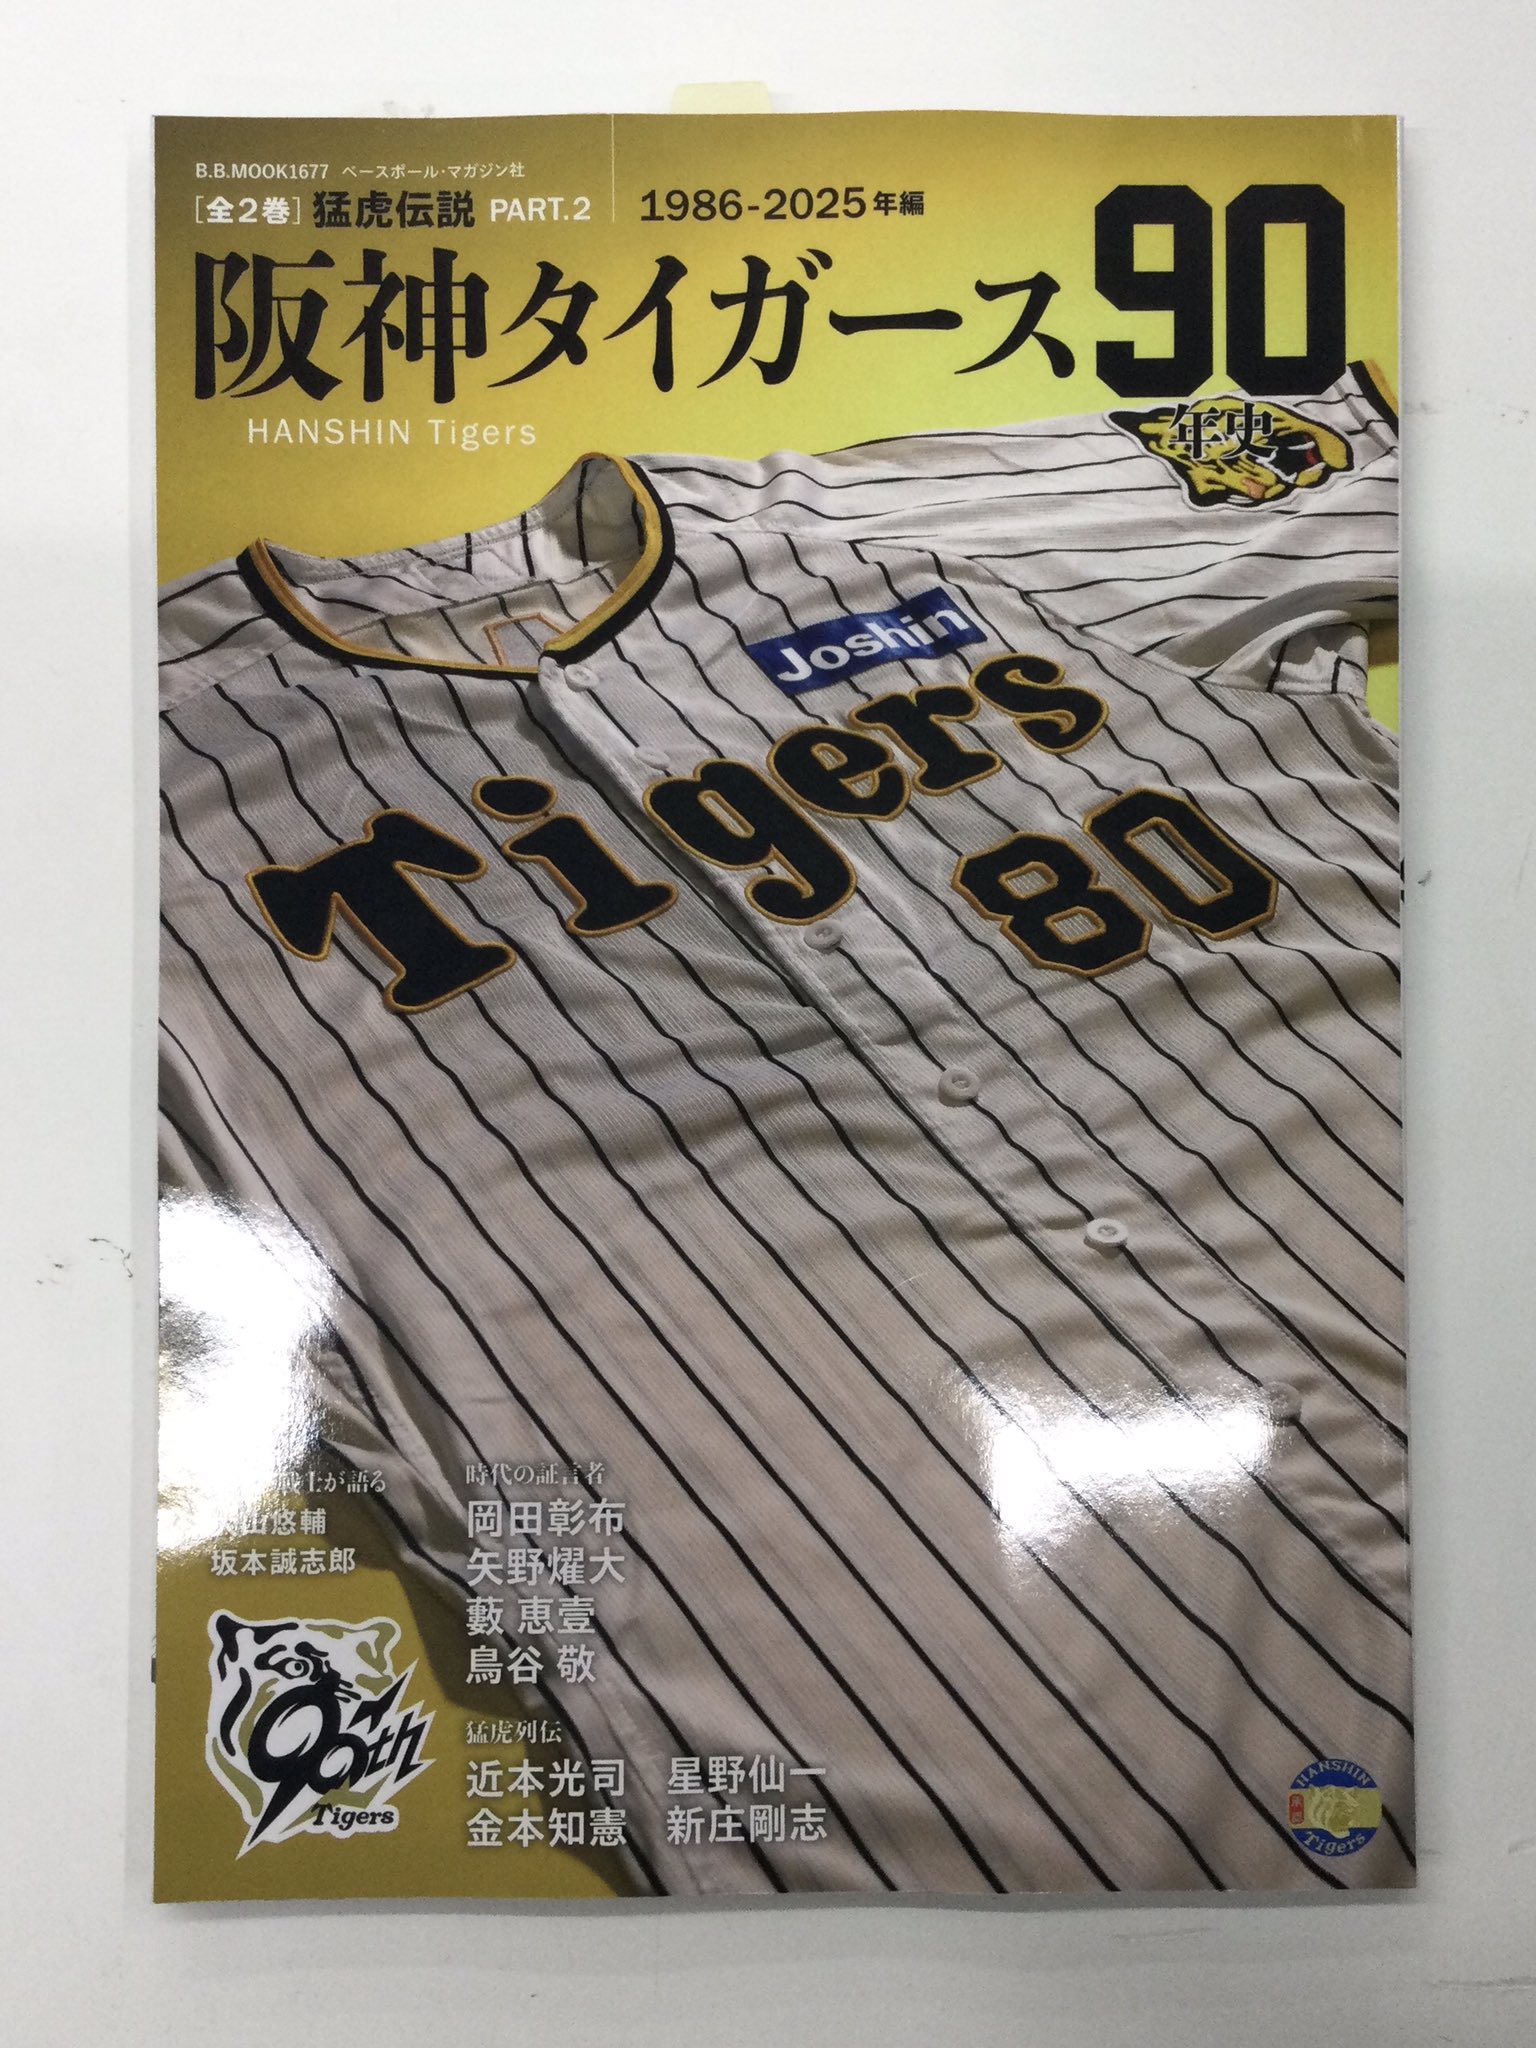 B.B.MOOK1677 ベースボール・マガジン社
[全2巻] 猛虎伝説 PART.2
1986-2025年編
阪神タイガース90
年史
HANSHIN Tigers
Joshin
Tigers
80
戦士が語る
山悠輔
坂本誠志郎
時代の証言者
岡田彰布
矢野燿大
藪 恵壹
鳥谷 敬
猛虎列伝
近本光司 星野仙一
金本知憲 新庄剛志
90th
Tigers
HANSHIN
Tigers